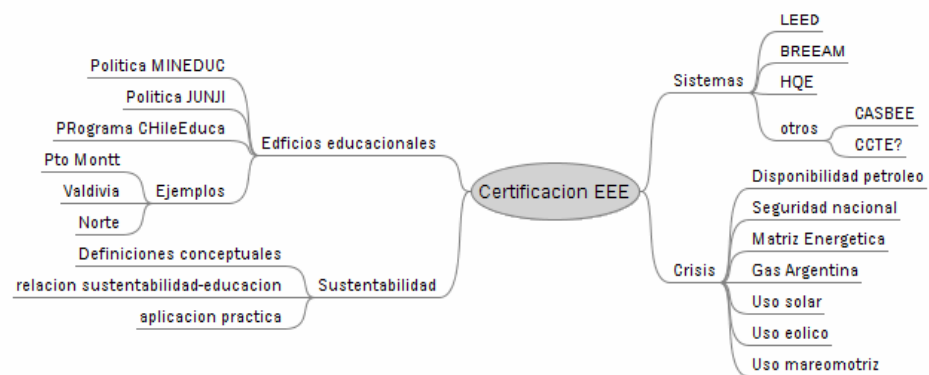 Certificacion EEE
Edficios educacionales
Politica MINEDUC
Politica JUNJI
PRograma CHileEduca
Ejemplos
Pto Montt
Valdivia
Norte
Sustentabilidad
Definiciones conceptuales
relacion sustentabilidad-educacion
aplicacion practica
Sistemas
LEED
BREEAM
HQE
otros
CASBEE
CCTE?
Crisis
Disponibilidad petroleo
Seguridad nacional
Matriz Energetica
Gas Argentina
Uso solar
Uso eolico
Uso mareomotriz